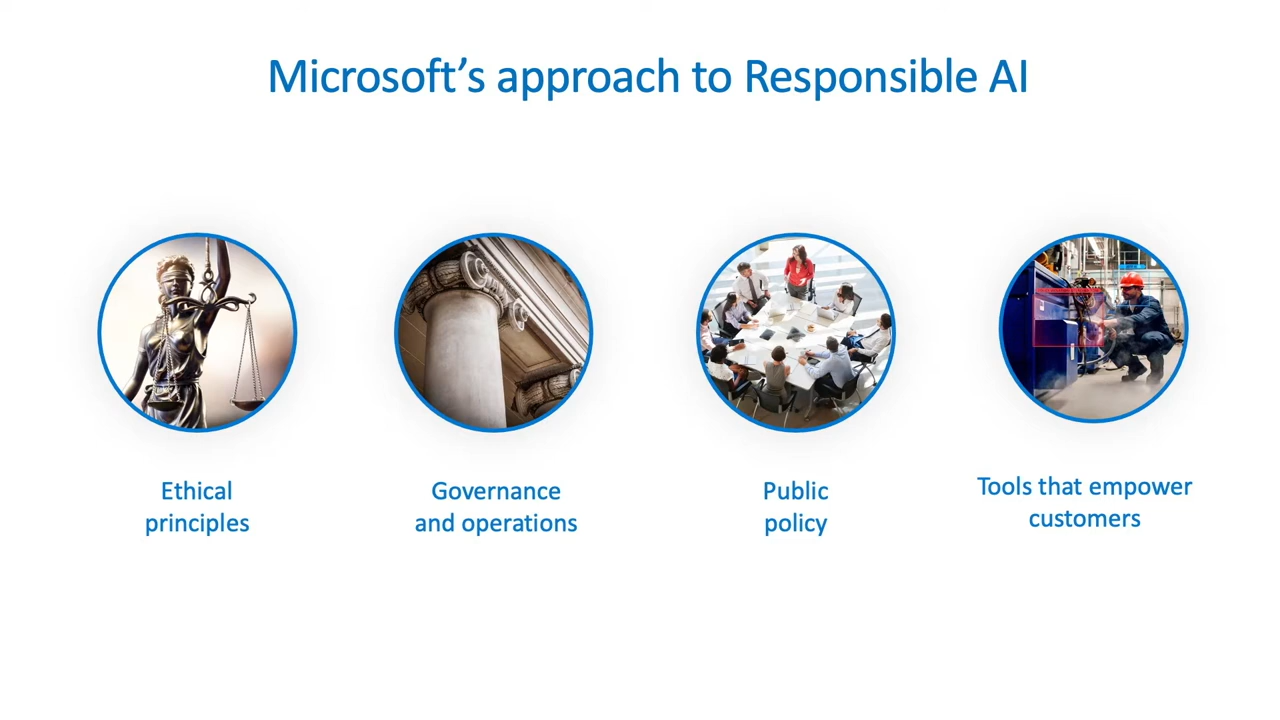 Microsoft’s approach to Responsible AI
Ethical
principles
Governance
and operations
Public
policy
Tools that empower
customers